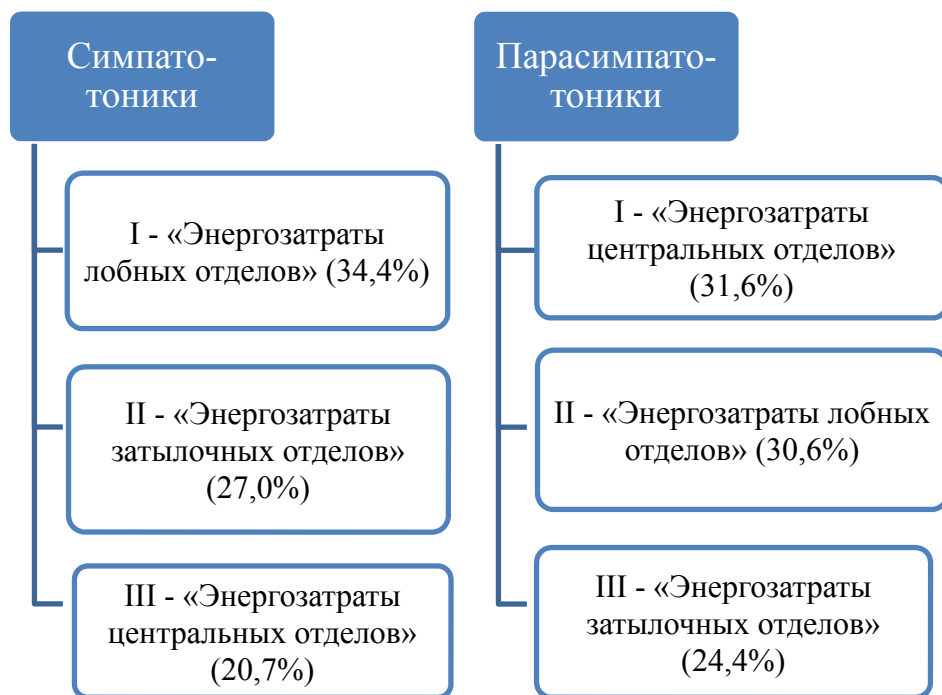 Симпато-
тоники
I - «Энергозатраты
лобных отделов» (34,4%)
II - «Энергозатраты
затылочных отделов»
(27,0%)
III - «Энергозатраты
центральных отделов»
(20,7%)
Парасимпато-
тоники
I - «Энергозатраты
центральных отделов»
(31,6%)
II - «Энергозатраты лобных
отделов» (30,6%)
III - «Энергозатраты
затылочных отделов»
(24,4%)